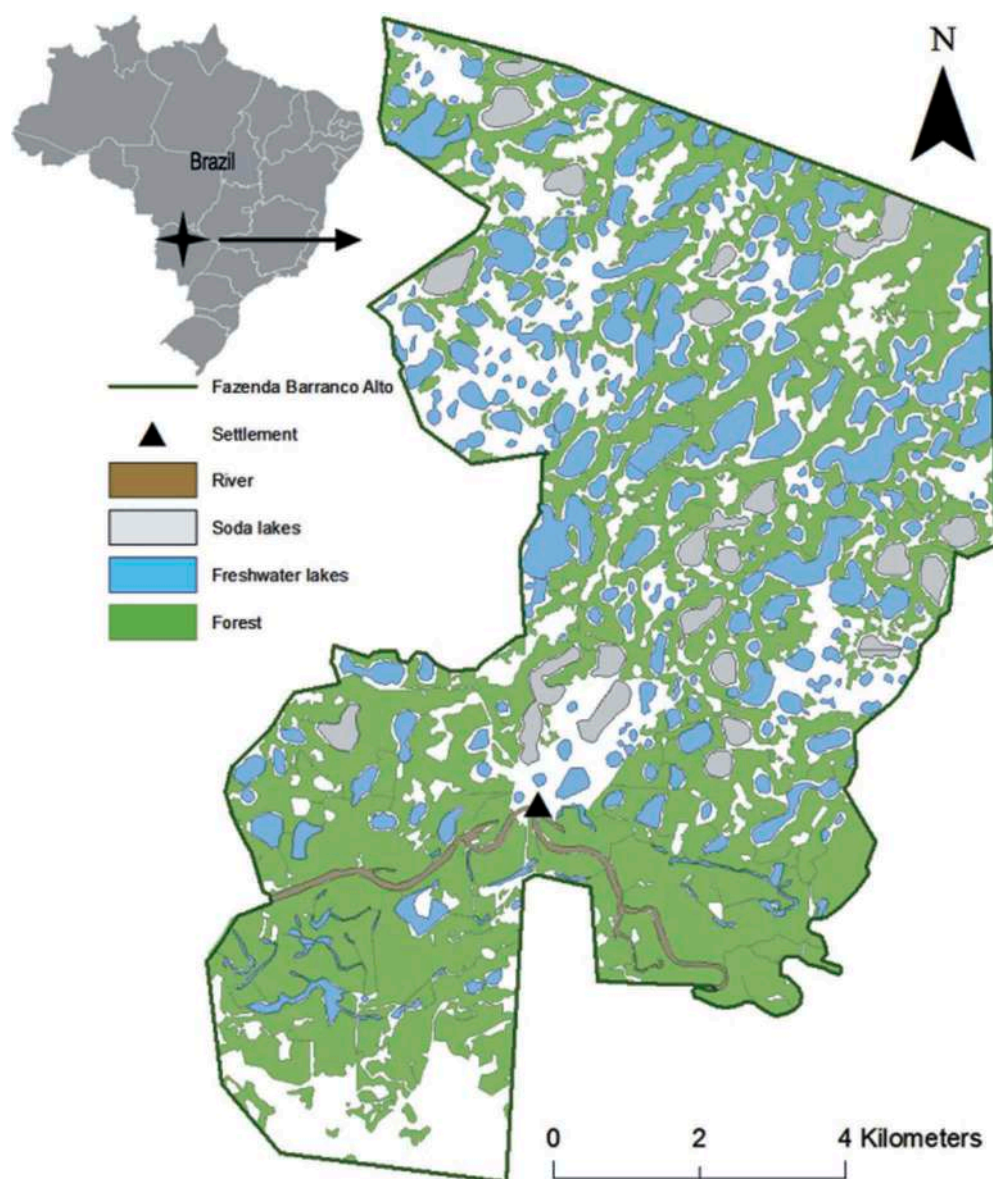 N
Brazil
Fazenda Barranco Alto
Settlement
River
Soda lakes
Freshwater lakes
Forest
0 2 4 Kilometers